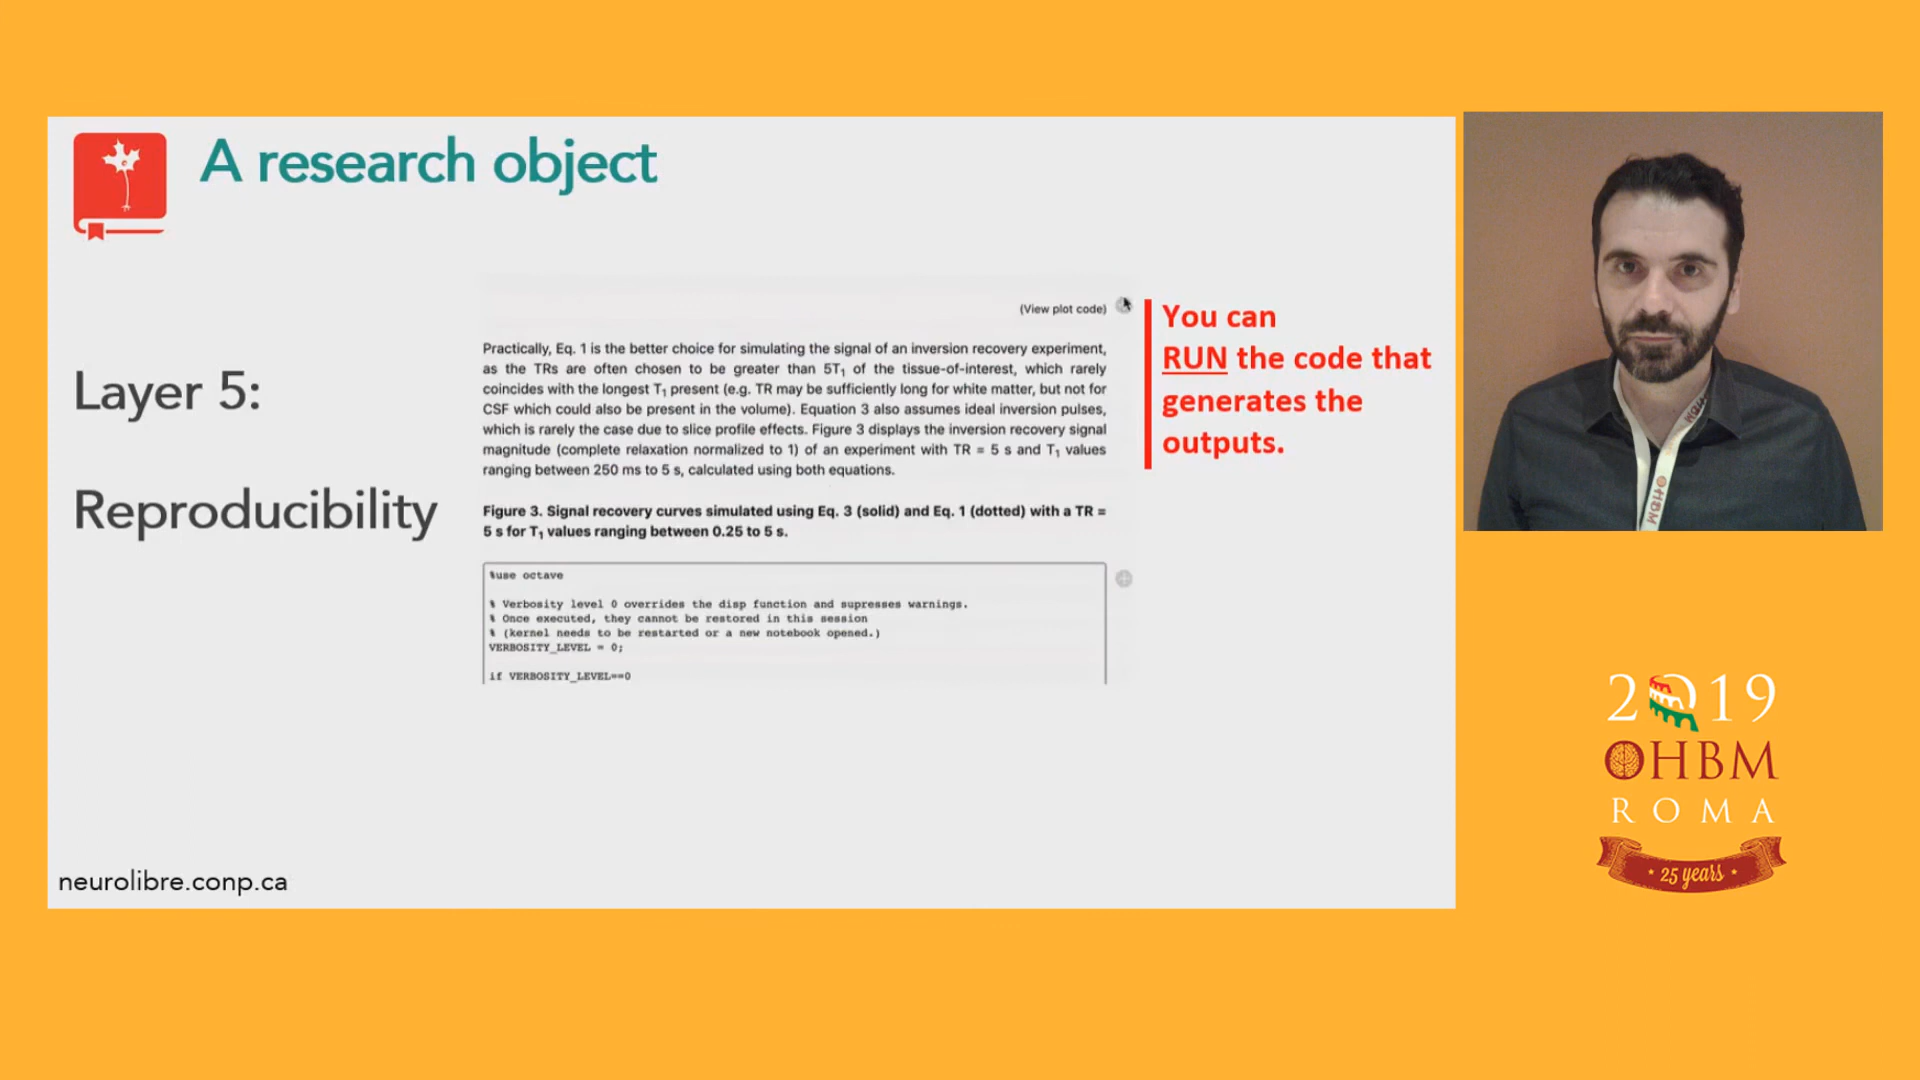 A research object
Layer 5:
Reproducibility
(View plot code)
Practically, Eq. 1 is the better choice for simulating the signal of an inversion recovery experiment,
as the TRs are often chosen to be greater than 5T₁ of the tissue-of-interest, which rarely
coincides with the longest T₁ present (e.g. TR may be sufficiently long for white matter, but not for
CSF which could also be present in the volume). Equation 3 also assumes ideal inversion pulses,
which is rarely the case due to slice profile effects. Figure 3 displays the inversion recovery signal
magnitude (complete relaxation normalized to 1) of an experiment with TR = 5 s and T₁ values
ranging between 250 ms to 5 s, calculated using both equations.
Figure 3. Signal recovery curves simulated using Eq. 3 (solid) and Eq. 1 (dotted) with a TR =
5 s for T₁ values ranging between 0.25 to 5 s.
%use octave
% Verbosity level 0 overrides the disp function and supresses warnings.
% Once executed, they cannot be restored in this session
% (kernel needs to be restarted or a new notebook opened.)
VERBOSITY_LEVEL = 0;
if VERBOSITY_LEVEL==0
You can
RUN the code that
generates the
outputs.
neurolibre.conp.ca
OHBM
2019
OHBM
ROMA
25 years